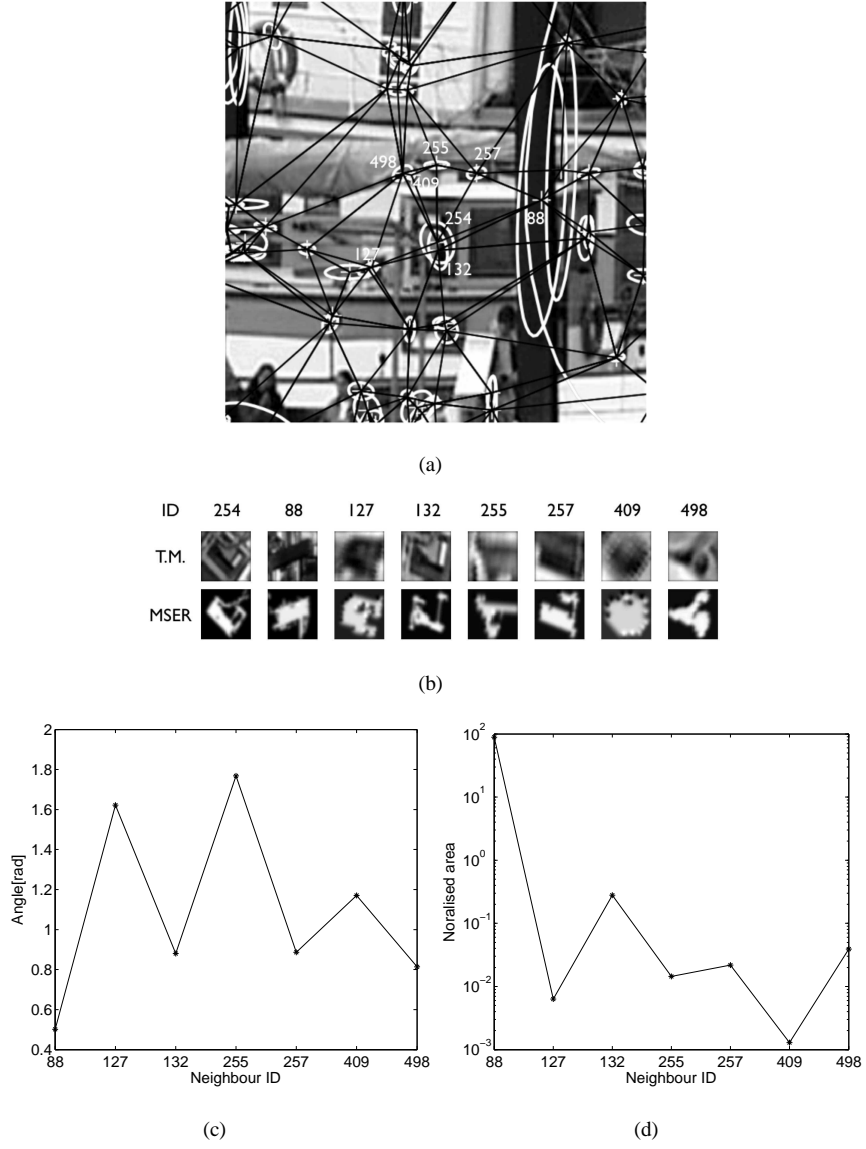 255
257
498
409
254
88
127
132
(a)
ID 254 88 127 132 255 257 409 498
T.M.
MSER
(b)
2
1.8
1.6
1.4
1.2
1
0.8
0.6
0.4
Angle[rad]
88 127 132 255 257 409 498
Neighbour ID
(c)
10^2
10^1
10^0
10^−1
10^−2
10^−3
Noralised area
88 127 132 255 257 409 498
Neighbour ID
(d)